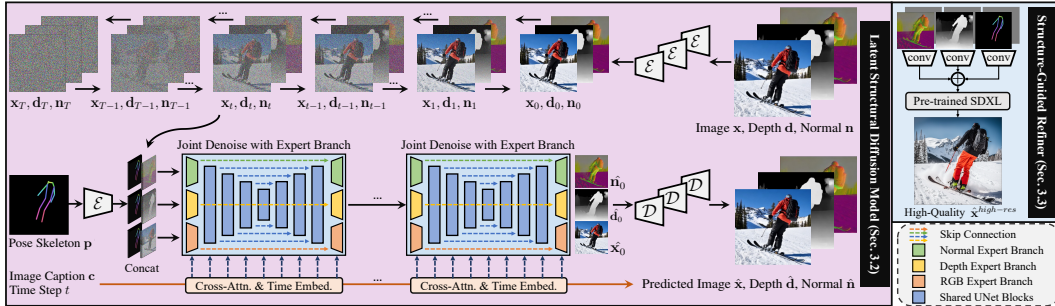 ...
...
...
x_T, d_T, n_T
x_{T−1}, d_{T−1}, n_{T−1}
x_t, d_t, n_t
x_{t−1}, d_{t−1}, n_{t−1}
x_1, d_1, n_1
x_0, d_0, n_0
ℰ
ℰ
ℰ
Image x, Depth d, Normal n
Joint Denoise with Expert Branch
Joint Denoise with Expert Branch
Pose Skeleton p
ℰ
Concat
...
n̂_0
d̂_0
x̂_0
𝒟
𝒟
𝒟
Image Caption c
Time Step t
Cross-Attn. & Time Embed.
...
Cross-Attn. & Time Embed.
Predicted Image x̂, Depth d̂, Normal n̂
Latent Structural Diffusion Model (Sec. 3.2)
conv
conv
conv
Pre-trained SDXL
High-Quality x̂^{high−res}
Structure-Guided
Refiner (Sec. 3.3)
Skip Connection
Normal Expert Branch
Depth Expert Branch
RGB Expert Branch
Shared UNet Blocks